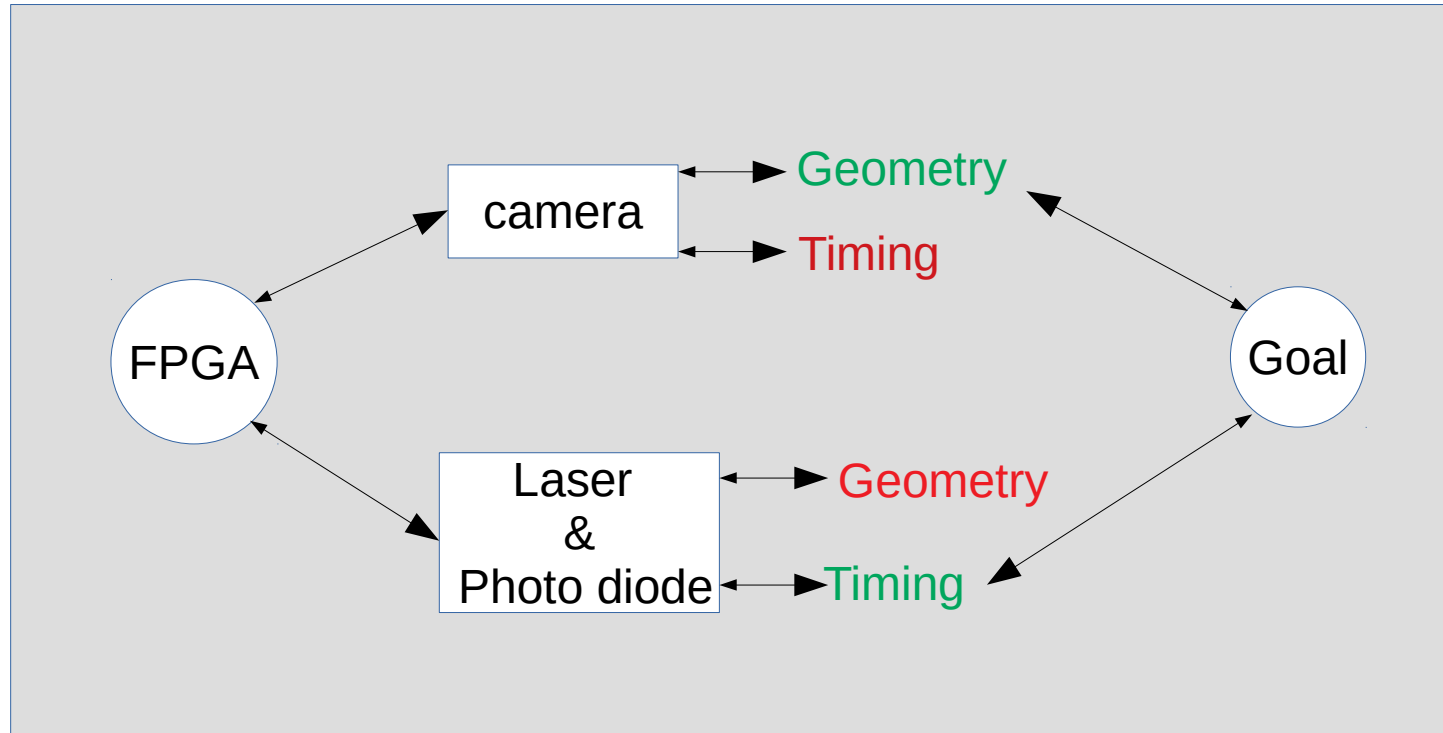 Geometry
camera
Timing
FPGA
Goal
Laser
&
Photo diode
Geometry
Timing